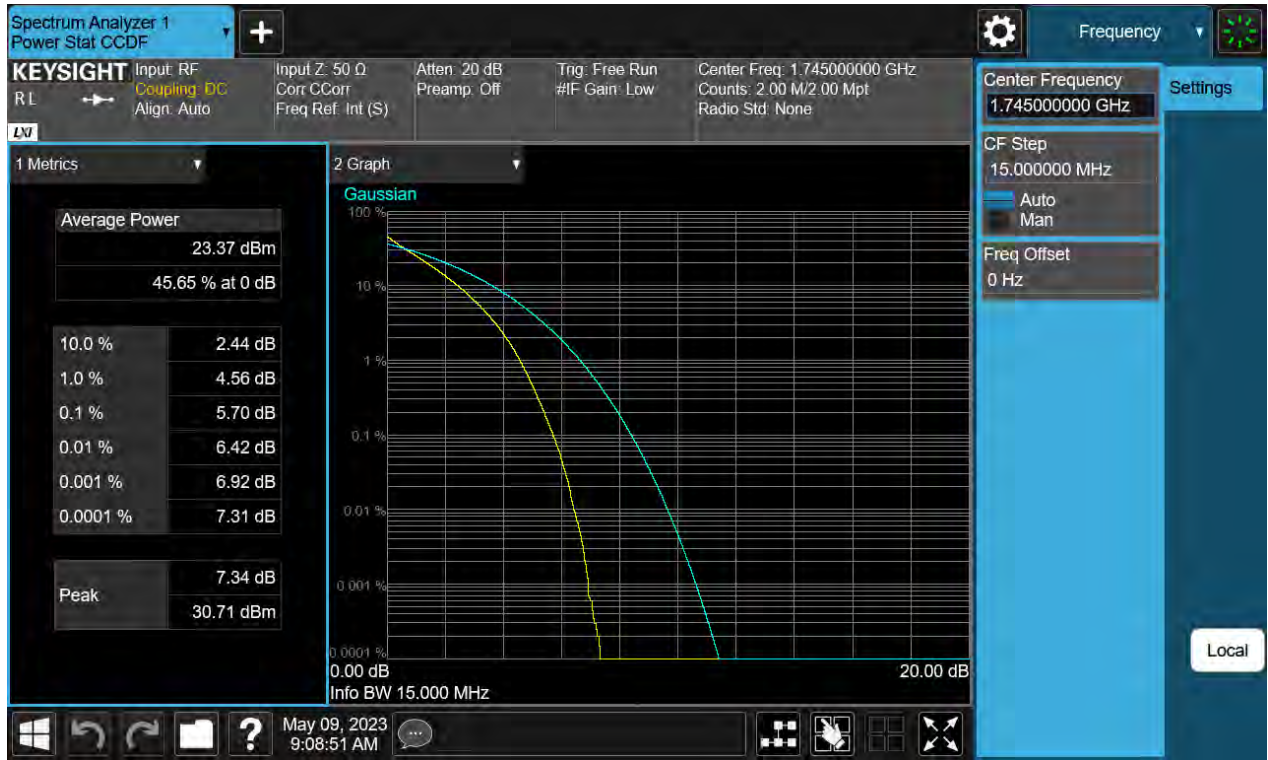 Spectrum Analyzer 1
Power Stat CCDF
+
Frequency
KEYSIGHT
RL
LXI
Input: RF
Coupling: DC
Align: Auto
Input Z: 50 Ω
Corr CCorr
Freq Ref: Int (S)
Atten: 20 dB
Preamp: Off
Trig: Free Run
#IF Gain: Low
Center Freq: 1.745000000 GHz
Counts: 2.00 M/2.00 Mpt
Radio Std: None
Center Frequency
1.745000000 GHz
Settings
CF Step
15.000000 MHz
Auto
Man
Freq Offset
0 Hz
1 Metrics
Average Power
23.37 dBm
45.65 % at 0 dB
10.0 % 2.44 dB
1.0 % 4.56 dB
0.1 % 5.70 dB
0.01 % 6.42 dB
0.001 % 6.92 dB
0.0001 % 7.31 dB
Peak
7.34 dB
30.71 dBm
2 Graph
Gaussian
100 %
10 %
1 %
0.1 %
0.01 %
0.001 %
0.0001 %
0.00 dB 20.00 dB
Info BW 15.000 MHz
Local
?
May 09, 2023
9:08:51 AM